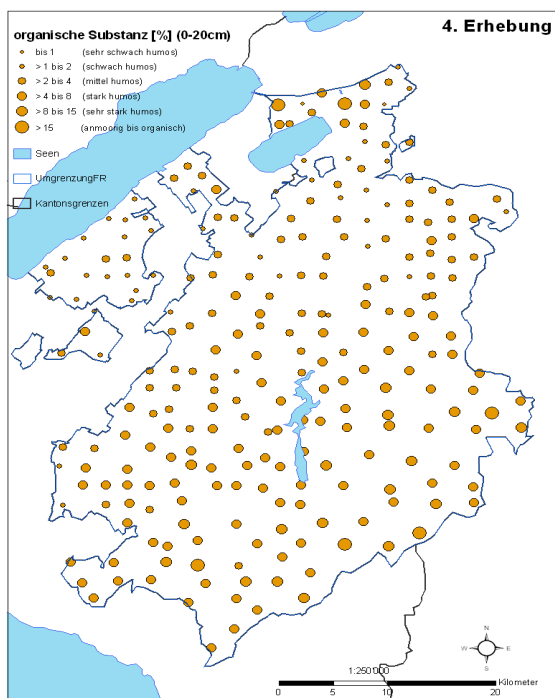 4. Erhebung
organische Substanz [%] (0-20cm)
bis 1 (sehr schwach humos)
>1 bis 2 (schwach humos)
>2 bis 4 (mittel humos)
>4 bis 8 (stark humos)
>8 bis 15 (sehr stark humos)
>15 (anmoorig bis organisch)
Seen
UmgrenzungFR
Kantonsgrenzen
N
W E
S
1:250'000
Kilometer
0 5 10 20